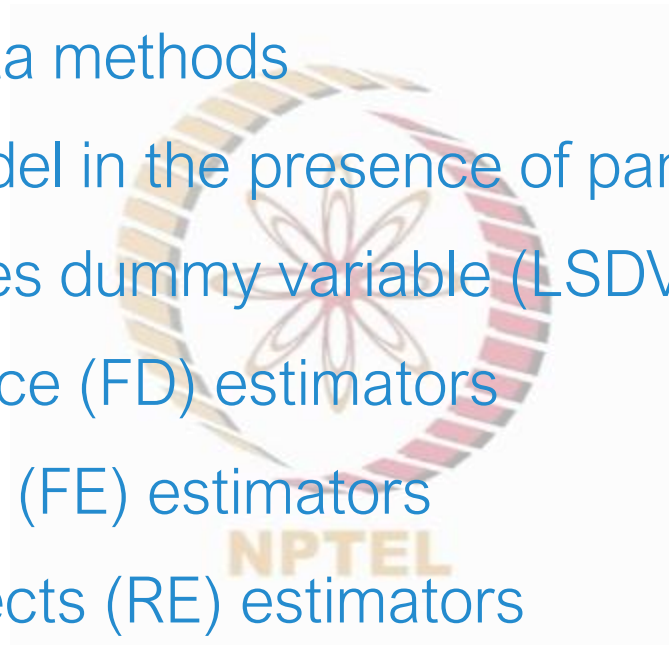 a methods
del in the presence of par
es dummy variable (LSDV
ce (FD) estimators
(FE) estimators
NPTEL
ects (RE) estimators